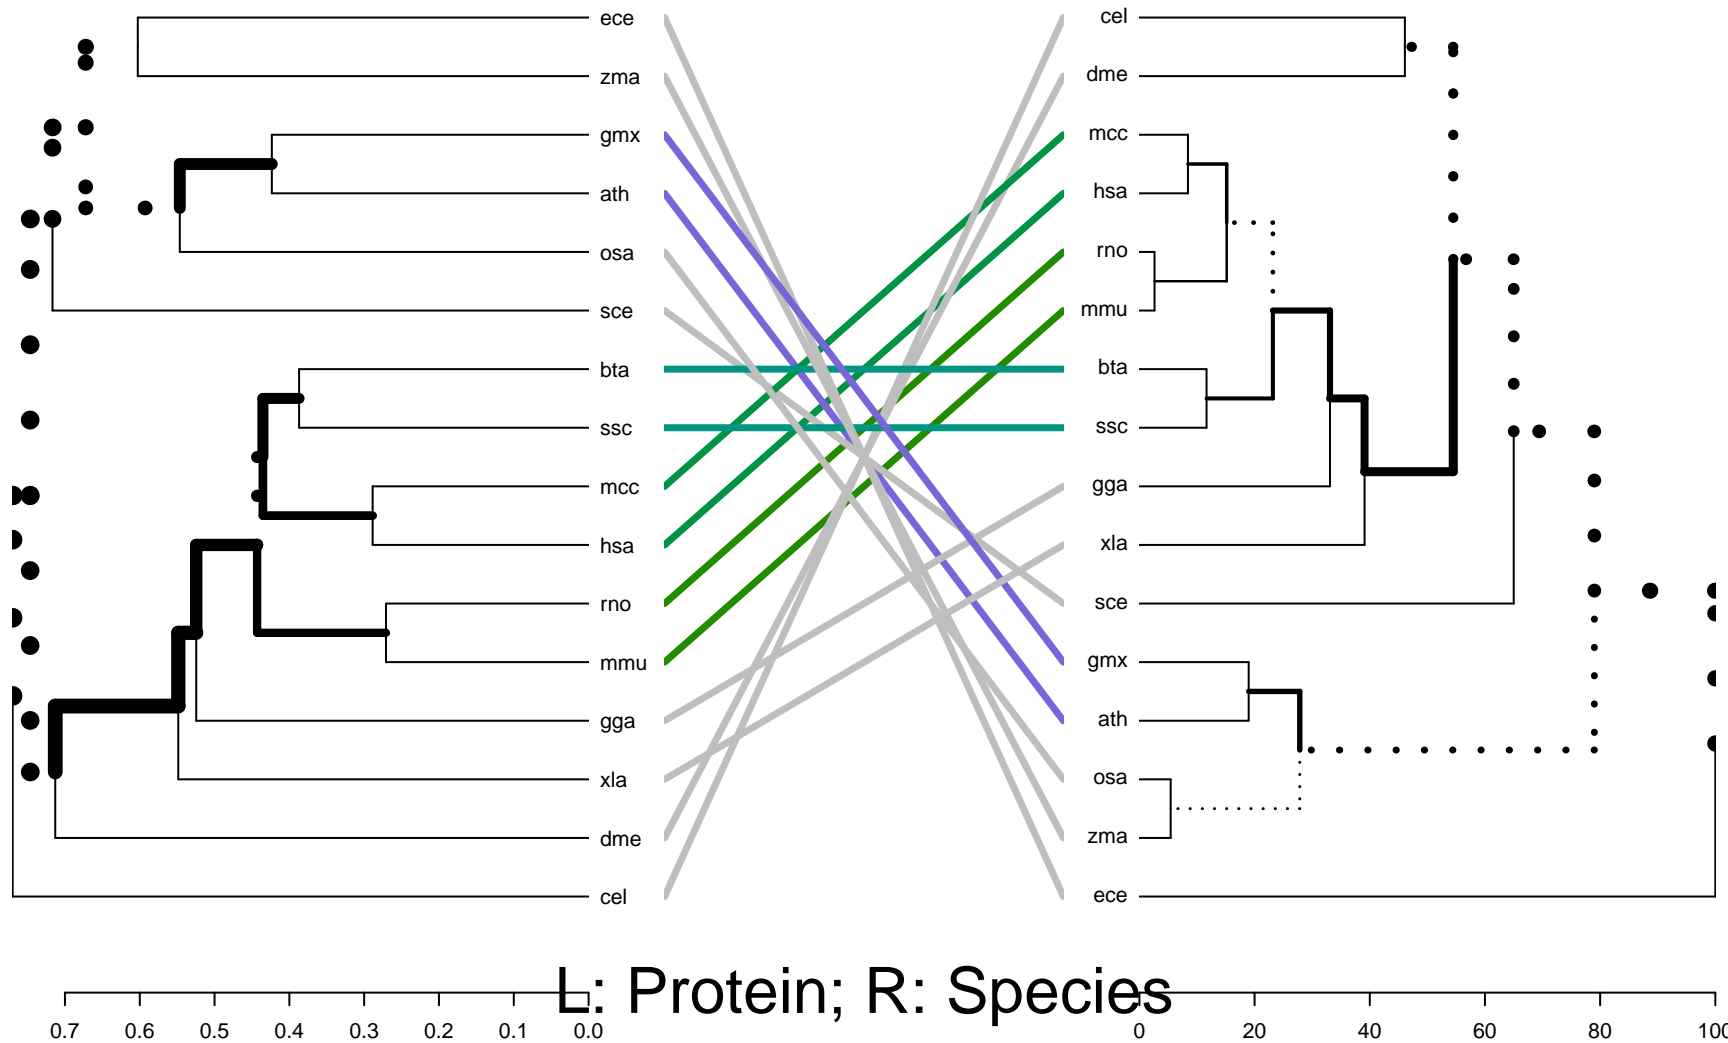 ece
zma
gmx
ath
osa
sce
bta
ssc
mcc
hsa
rno
mmu
gga
xla
dme
cel
cel
dme
mcc
hsa
rno
mmu
bta
ssc
gga
xla
sce
gmx
ath
osa
zma
ece
L: Protein; R: Species
0.7 0.6 0.5 0.4 0.3 0.2 0.1 0.0
0 20 40 60 80 100